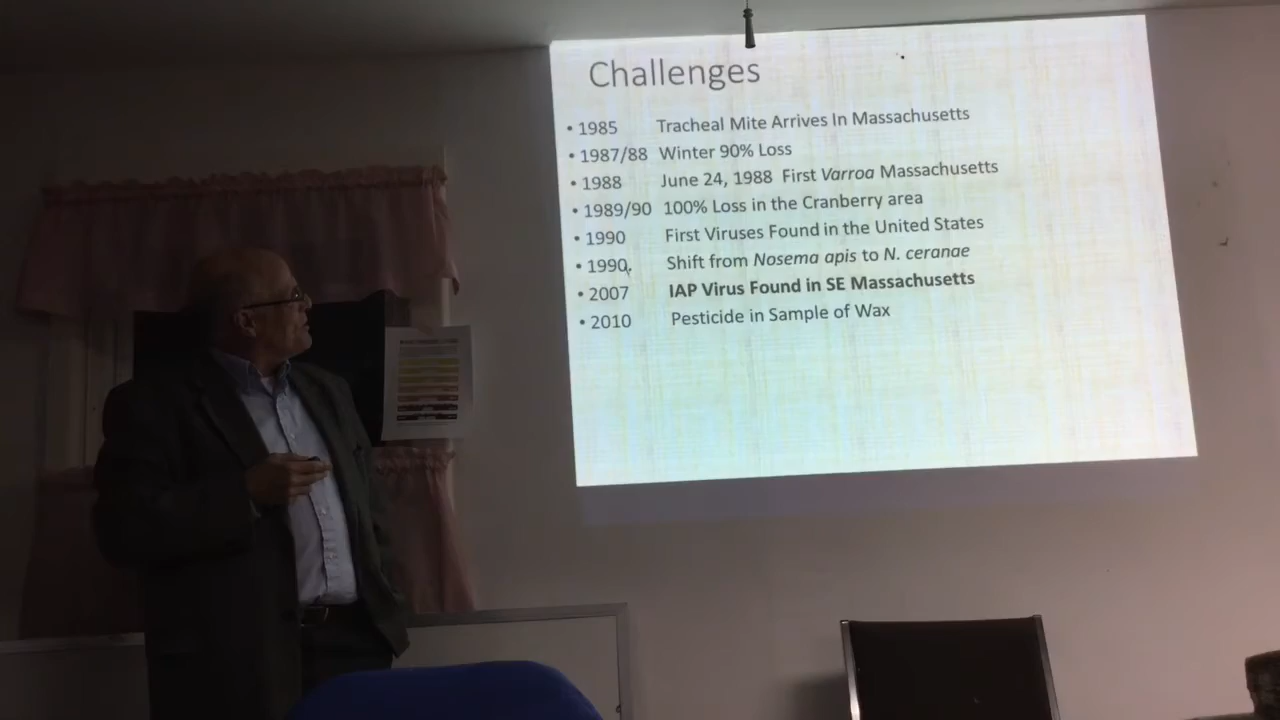 Challenges
• 1985 Tracheal Mite Arrives In Massachusetts
• 1987/88 Winter 90% Loss
• 1988 June 24, 1988 First Varroa Massachusetts
• 1989/90 100% Loss in the Cranberry area
• 1990 First Viruses Found in the United States
• 1990, Shift from Nosema apis to N. ceranae
• 2007 IAP Virus Found in SE Massachusetts
• 2010 Pesticide in Sample of Wax